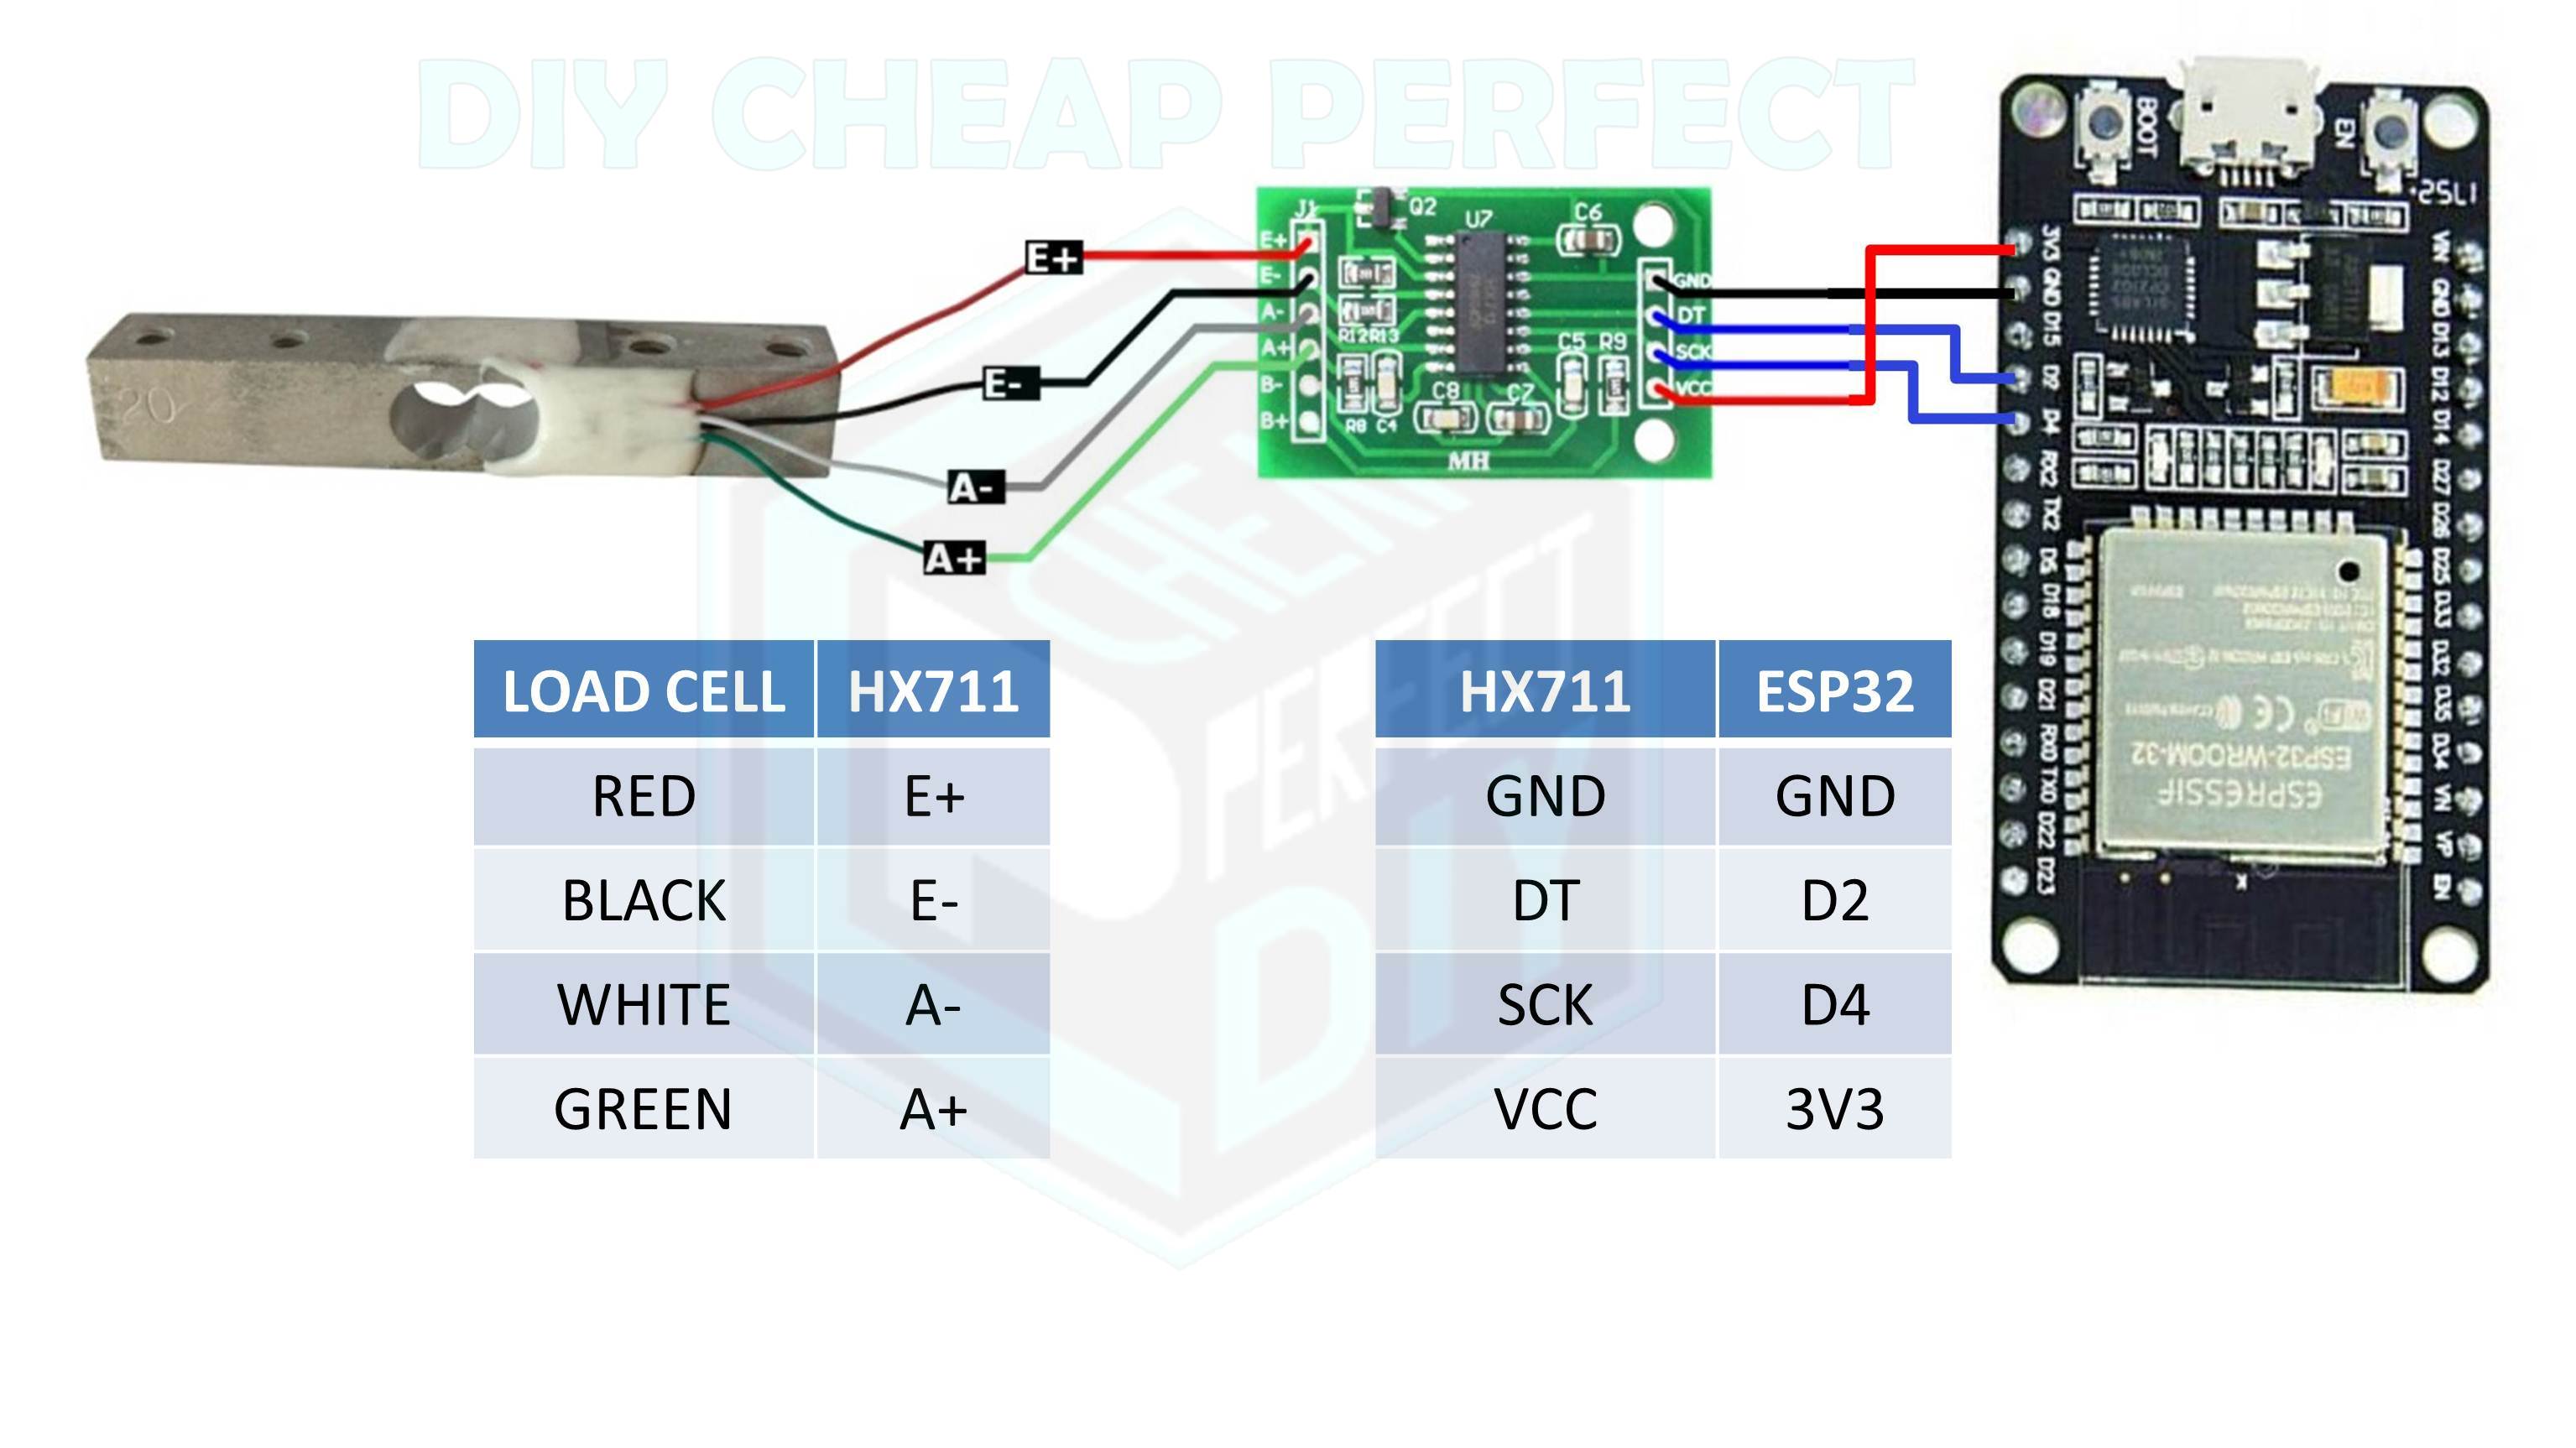 DIY CHEAP PERFECT
E+
E-
A-
A+
20
J1
Q2
U7
C6
E+
E-
A-
A+
B-
B+
R12 R13
R8 C4
C8
C7
C5 R9
MH
GND
DT
SCK
VCC
BOOT
EN
3V3
GND
D15
D2
D4
RX2
TX2
D5
D18
D19
D21
RX0
TX0
D22
D23
VN
GND
D13
D12
D14
D27
D26
D25
D33
D32
D35
D34
VN
VP
EN
WiFi
CE
ESP32-WROOM-32
ESPRESSIF
CHEAP
PERFECT
DIY
LOAD CELL HX711
RED E+
BLACK E-
WHITE A-
GREEN A+
HX711 ESP32
GND GND
DT D2
SCK D4
VCC 3V3